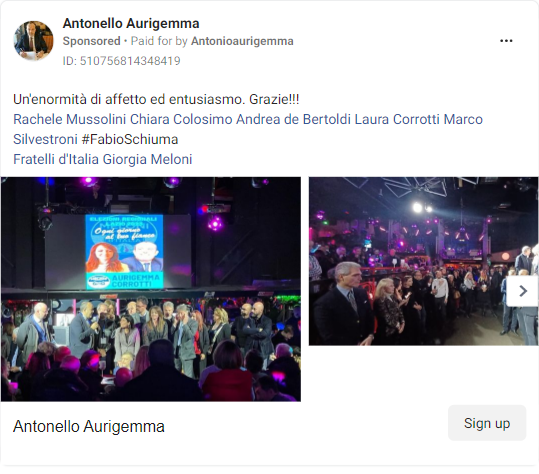 Antonello Aurigemma
Sponsored • Paid for by Antonioaurigemma
ID: 510756814348419
Un'enormità di affetto ed entusiasmo. Grazie!!!
Rachele Mussolini Chiara Colosimo Andrea de Bertoldi Laura Corrotti Marco
Silvestroni #FabioSchiuma
Fratelli d'Italia Giorgia Meloni
ELEZIONI REGIONALI
Ogni giorno
al tuo fianco
AURIGEMMA
CORROTTI
Antonello Aurigemma
Sign up